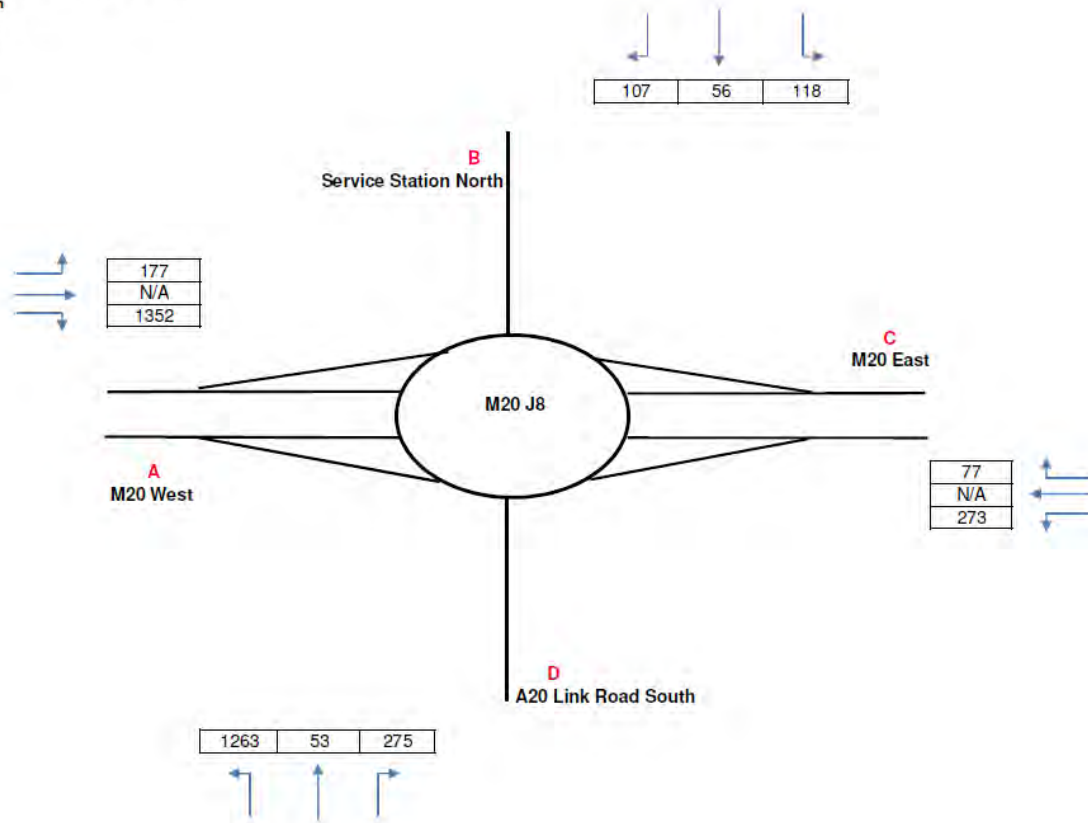 107 56 118
B
Service Station North
177
N/A
1352
C
M20 East
M20 J8
A
M20 West
77
N/A
273
D
A20 Link Road South
1263 53 275